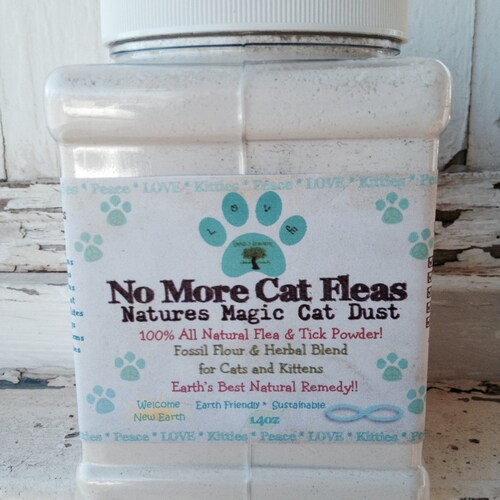 * Peace * LOVE * Kitties * Peace * LOVE * Kitties *
No More Cat Fleas
Natures Magic Cat Dust
100% All Natural Flea & Tick Powder!
Fossil Flour & Herbal Blend
for Cats and Kittens
Earth's Best Natural Remedy!!
Welcome Earth Friendly * Sustainable
New Earth
14oz
* Peace * LOVE * Kitties * Peace * LOVE * Kitties